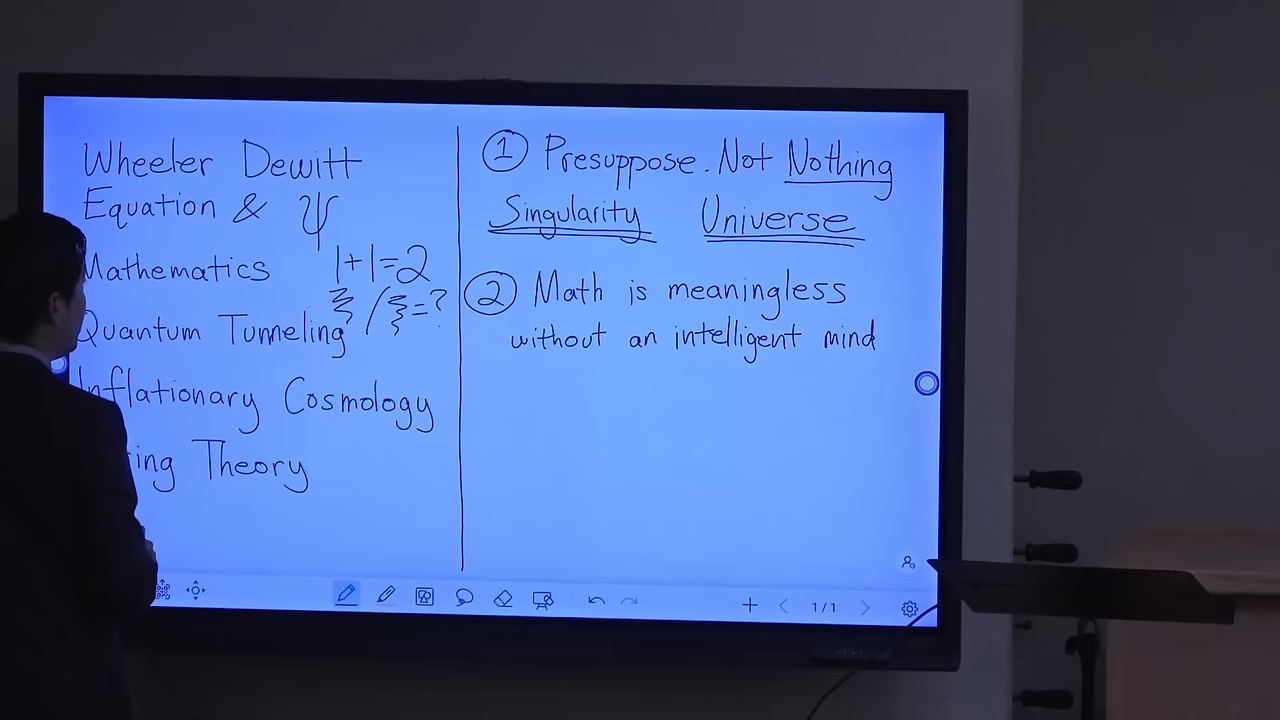 Wheeler Dewitt
Equation & ψ
Mathematics 1+1=2
Quantum Tunneling
Inflationary Cosmology
Theory
① Presuppose. Not Nothing
Singularity Universe
② Math is meaningless
without an intelligent mind
1/1